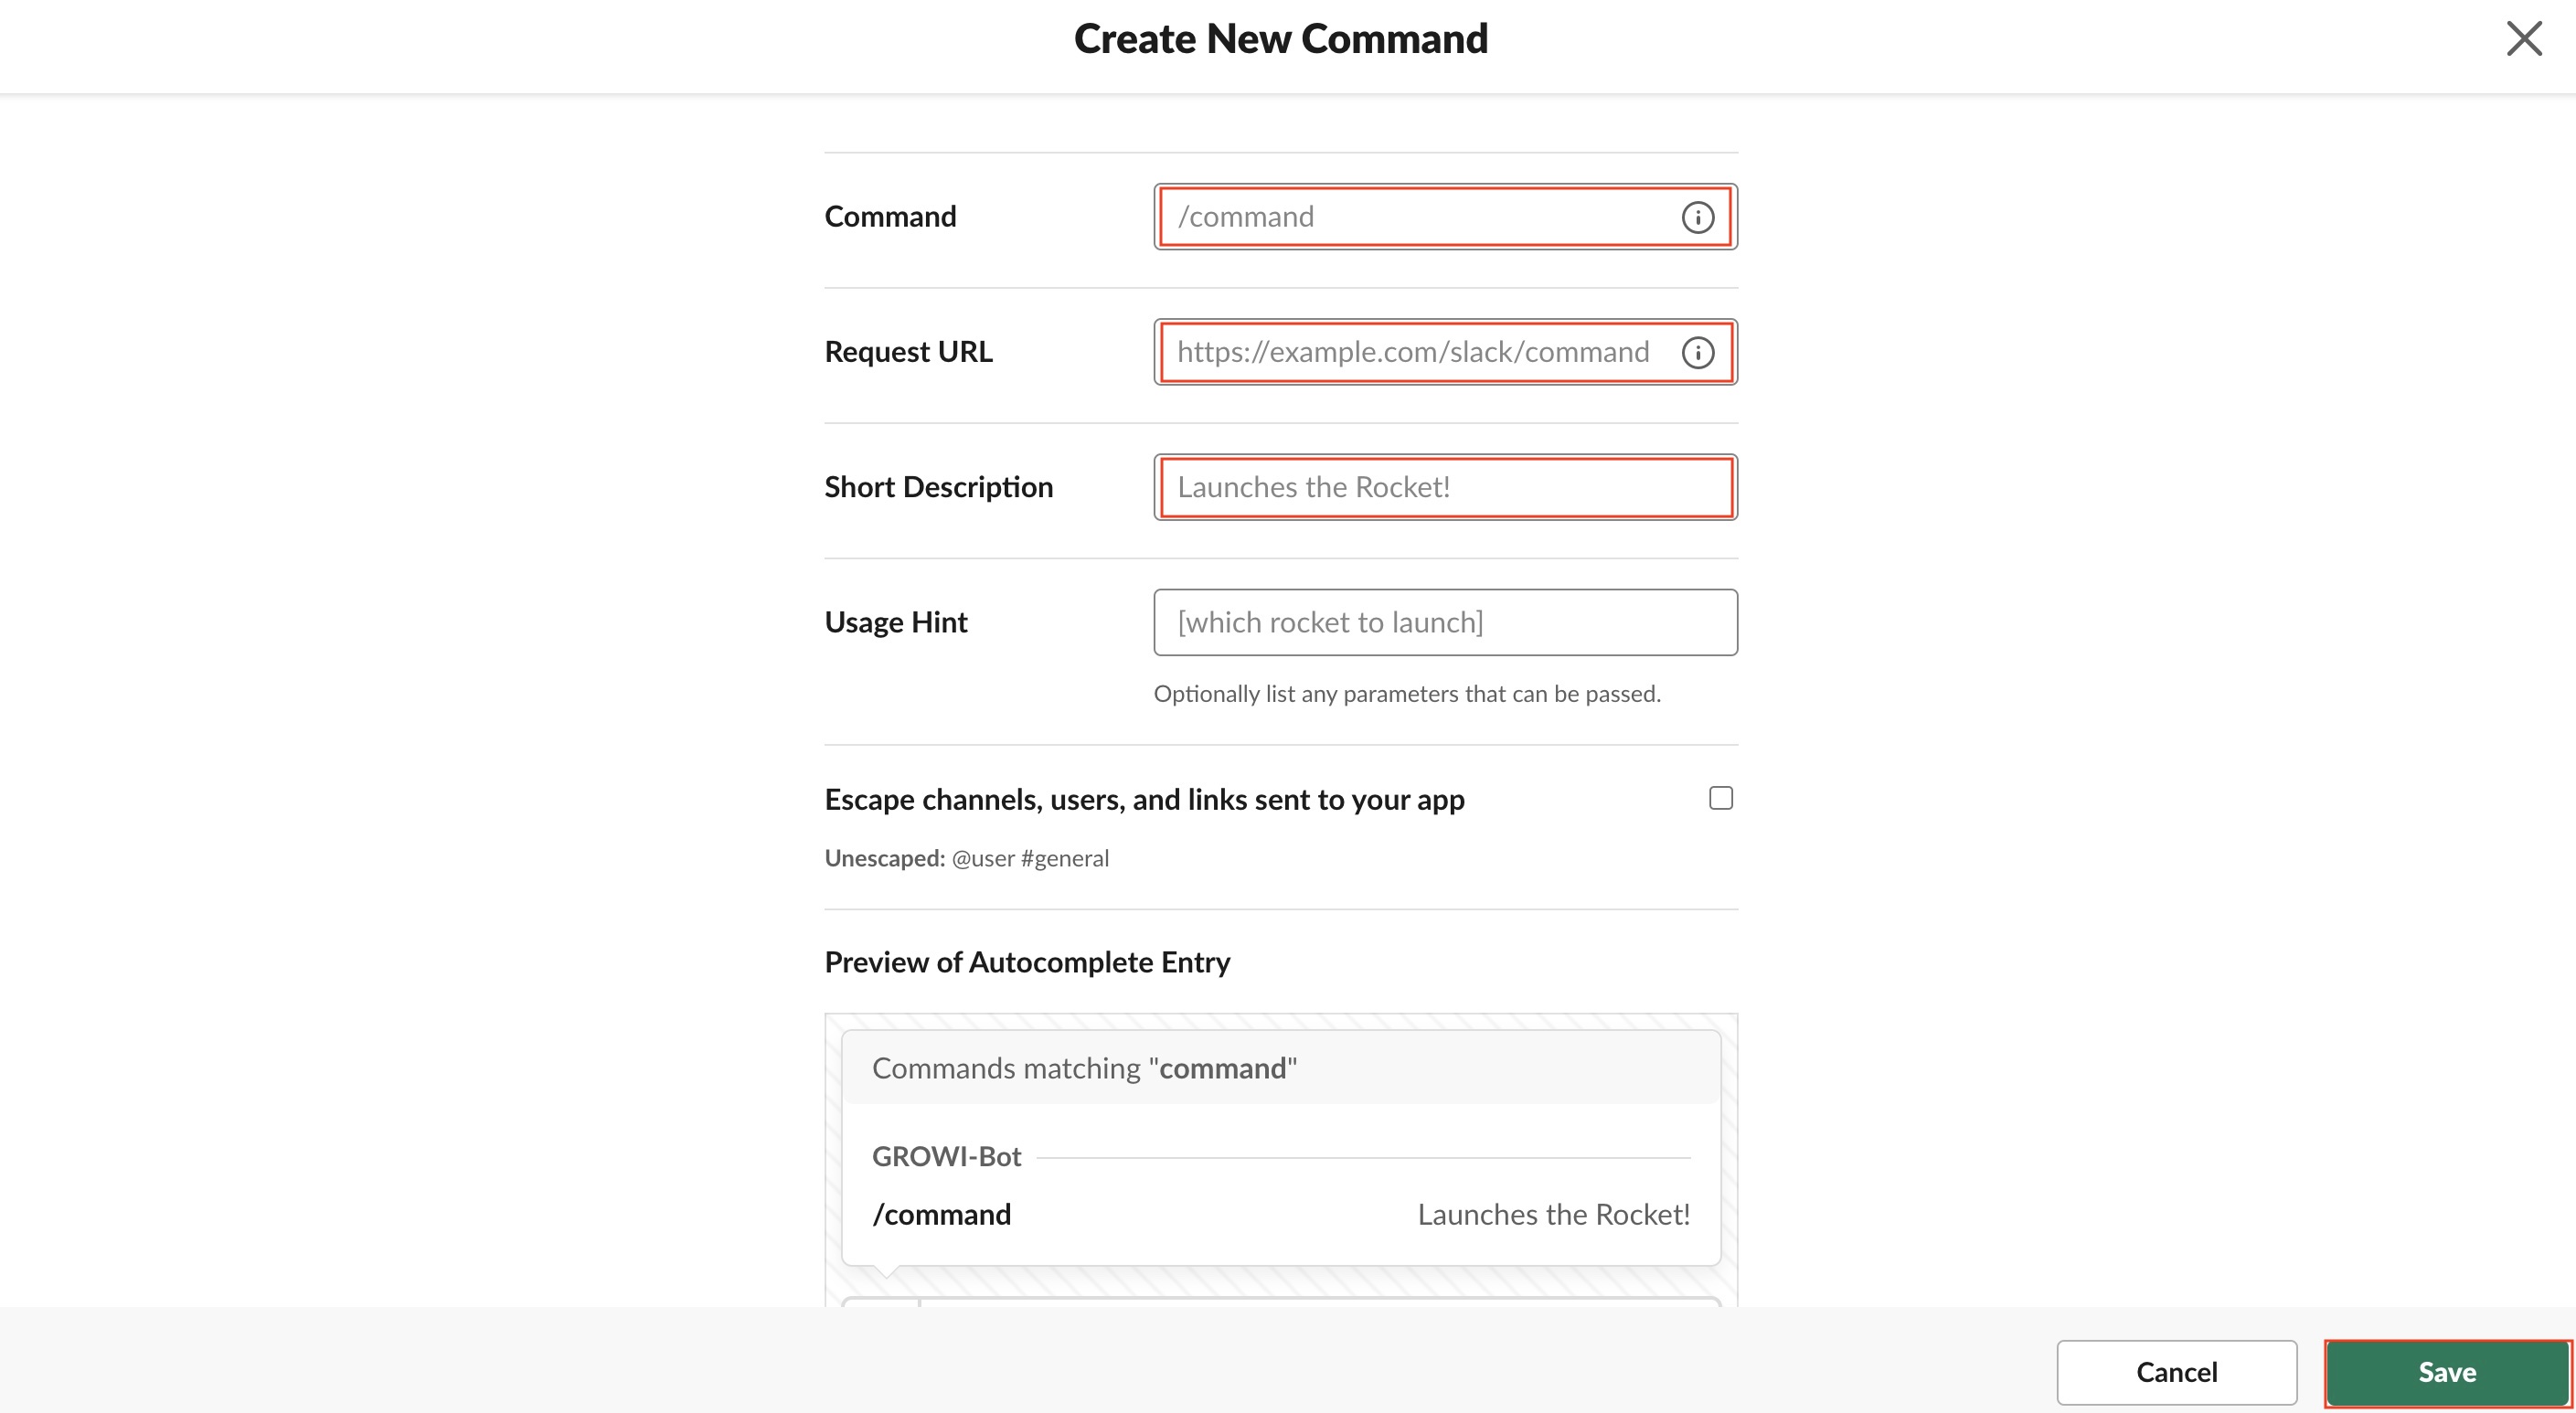 Create New Command
Command
/command
Request URL
https://example.com/slack/command
Short Description
Launches the Rocket!
Usage Hint
[which rocket to launch]
Optionally list any parameters that can be passed.
Escape channels, users, and links sent to your app
Unescaped: @user #general
Preview of Autocomplete Entry
Commands matching "command"
GROWI-Bot
/command Launches the Rocket!
Cancel Save